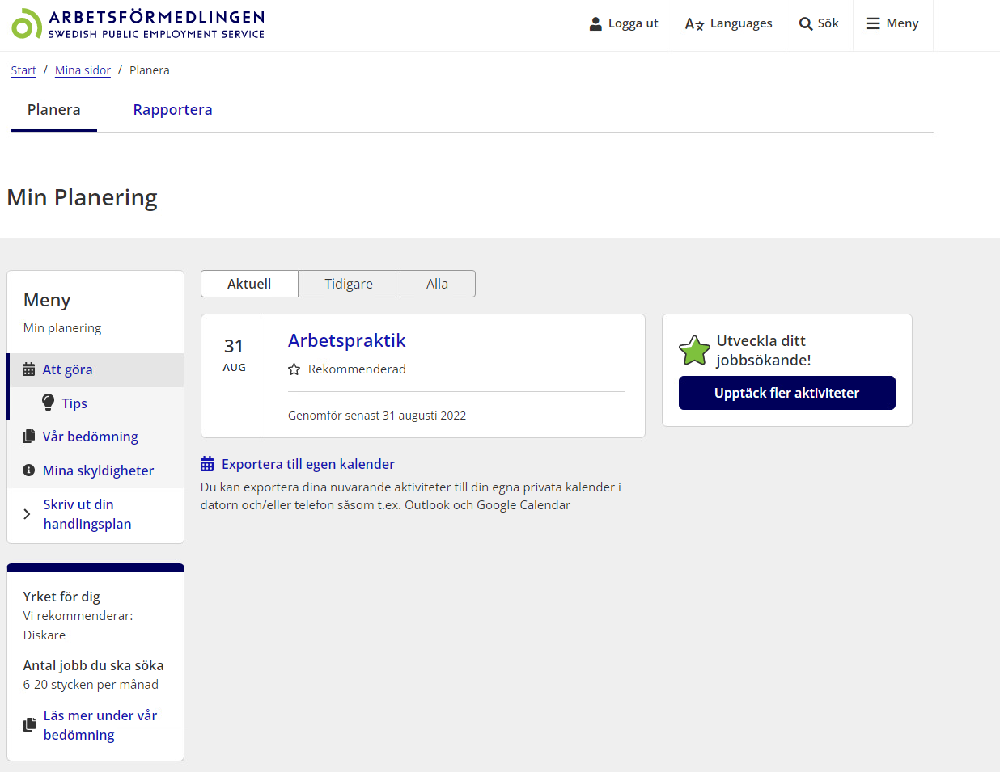 ARBETSFÖRMEDLINGEN
SWEDISH PUBLIC EMPLOYMENT SERVICE
Logga ut
Languages
Sök
Meny
Start / Mina sidor / Planera
Planera
Rapportera
Min Planering
Meny
Min planering
Att göra
Tips
Vår bedömning
Mina skyldigheter
Skriv ut din
handlingsplan
Yrket för dig
Vi rekommenderar:
Diskare
Antal jobb du ska söka
6-20 stycken per månad
Läs mer under vår
bedömning
Aktuell
Tidigare
Alla
31
AUG
Arbetspraktik
Rekommenderad
Genomför senast 31 augusti 2022
Exportera till egen kalender
Du kan exportera dina nuvarande aktiviteter till din egna privata kalender i
datorn och/eller telefon såsom t.ex. Outlook och Google Calendar
Utveckla ditt
jobbsökande!
Upptäck fler aktiviteter